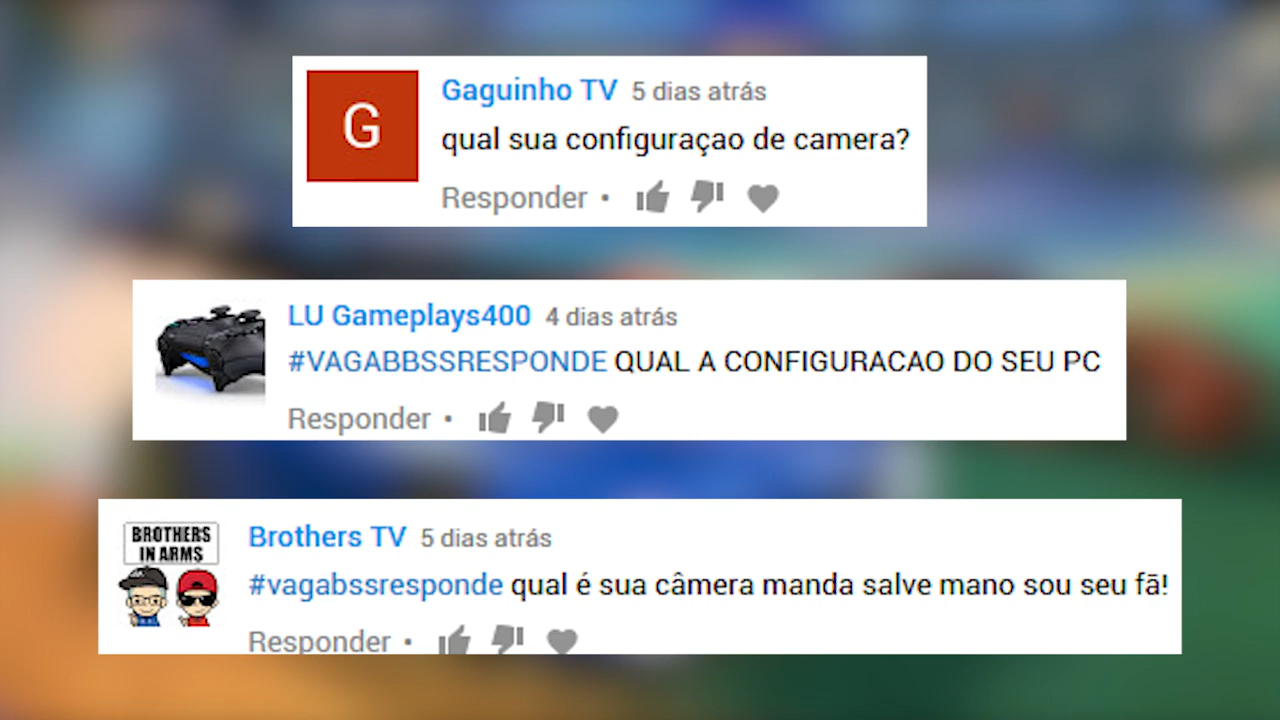 G
Gaguinho TV 5 dias atrás
qual sua configuraçao de camera?
Responder •
LU Gameplays400 4 dias atrás
#VAGABBSSRESPONDE QUAL A CONFIGURACAO DO SEU PC
Responder •
BROTHERS
IN ARMS
Brothers TV 5 dias atrás
#vagabssresponde qual é sua câmera manda salve mano sou seu fã!
Responder •